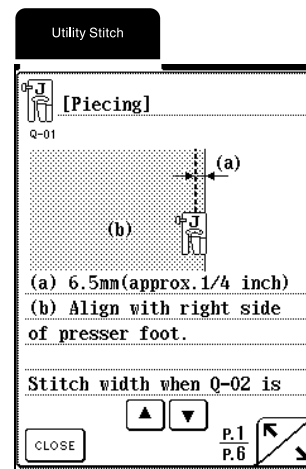 Utility Stitch
J
[Piecing]
Q-01
(a)
(b)
J
(a) 6.5mm(approx.1/4 inch)
(b) Align with right side
of presser foot.
Stitch width when Q-02 is
CLOSE
P.1
P.6